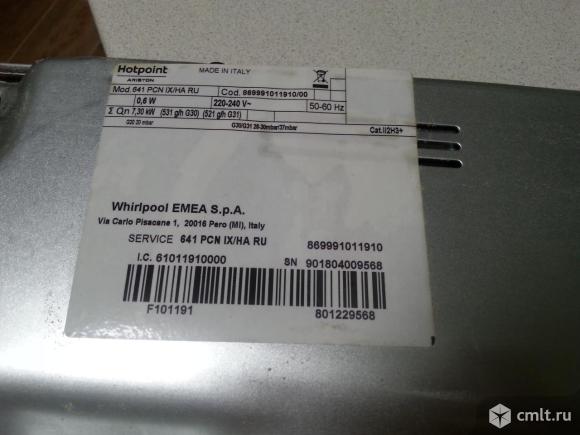 Hotpoint
ARISTON
MADE IN ITALY
Mod. 641 PCN IX/HA RU Cod. 869991011910/00
0,6 W 220-240 V~ 50-60 Hz
Σ Qn 7,30 kW (531 g/h G30) (521 g/h G31)
G20 20 mbar G30/G31 28-30mbar/37mbar Cat.II2H3+
Whirlpool EMEA S.p.A.
Via Carlo Pisacane 1, 20016 Pero (MI), Italy
SERVICE 641 PCN IX/HA RU 869991011910
I.C. 61011910000 SN 901804009568
F101191 801229568
cmlt.ru